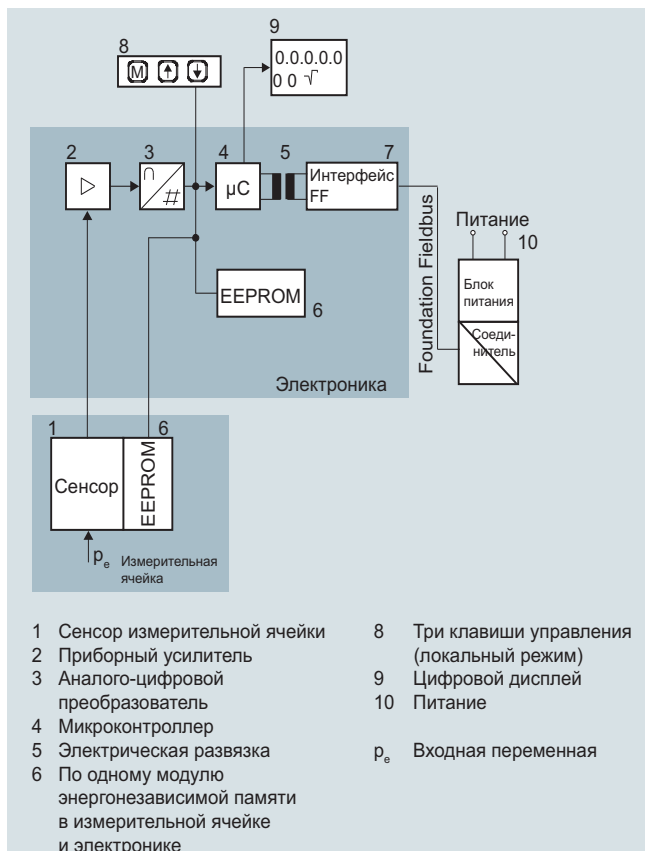 9
8
0.0.0.0.0
0 0 √
M
2
3
4
5
7
∩
#
µC
Интерфейс
FF
Foundation Fieldbus
Питание
10
Блок
питания
Соеди-
нитель
EEPROM
6
Электроника
1
6
Сенсор
EEPROM
pe
Измерительная
ячейка
1 Сенсор измерительной ячейки
2 Приборный усилитель
3 Аналого-цифровой
преобразователь
4 Микроконтроллер
5 Электрическая развязка
6 По одному модулю
энергонезависимой памяти
в измерительной ячейке
и электронике
8 Три клавиши управления
(локальный режим)
9 Цифровой дисплей
10 Питание
pe Входная переменная